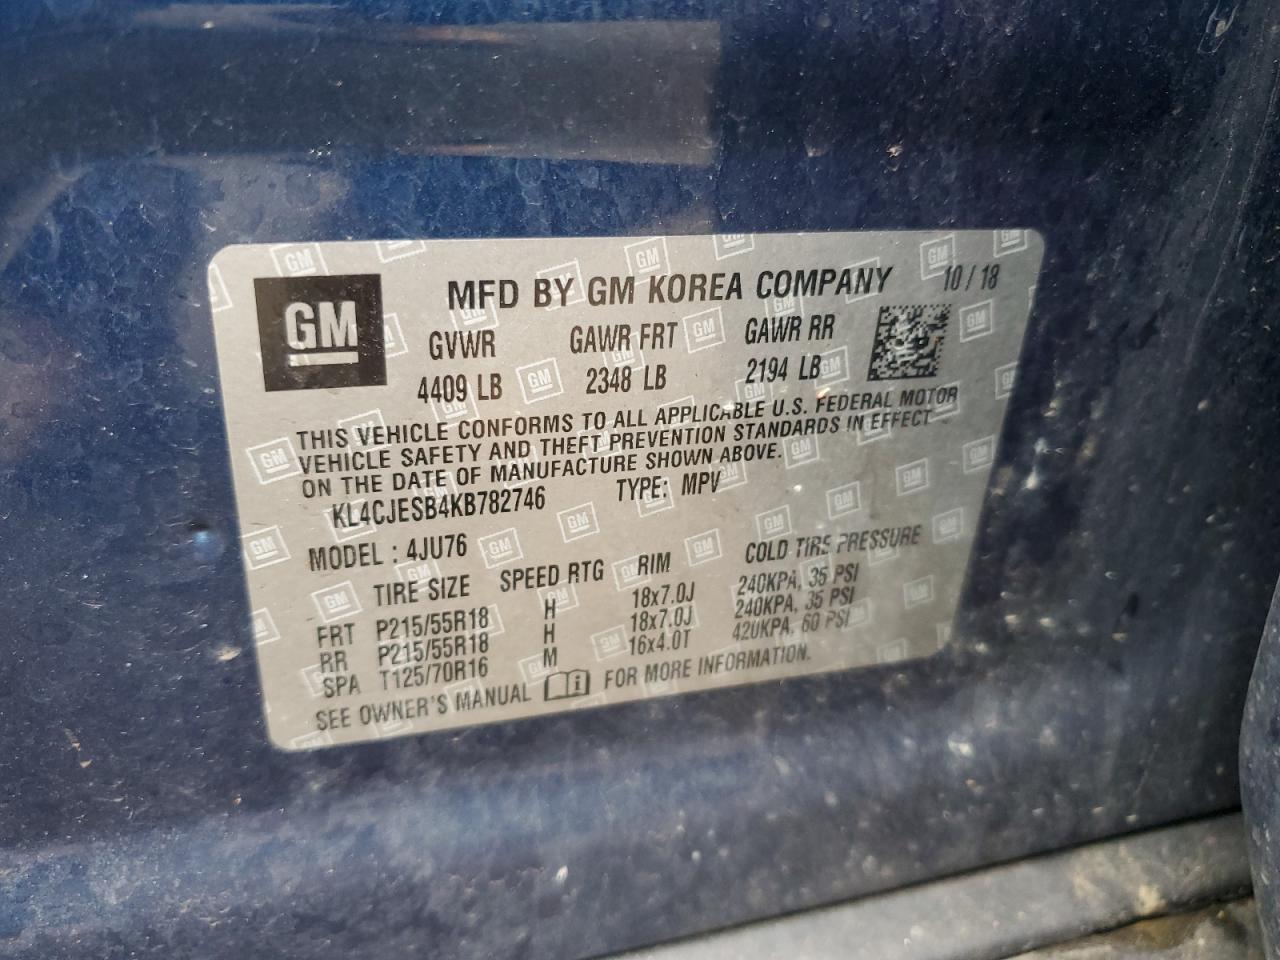 GM
MFD BY GM KOREA COMPANY 10/18
GVWR GAWR FRT GAWR RR
4409 LB 2348 LB 2194 LB
THIS VEHICLE CONFORMS TO ALL APPLICABLE U.S. FEDERAL MOTOR
VEHICLE SAFETY AND THEFT PREVENTION STANDARDS IN EFFECT
ON THE DATE OF MANUFACTURE SHOWN ABOVE.
KL4CJESB4KB782746 TYPE: MPV
MODEL : 4JU76
TIRE SIZE SPEED RTG RIM COLD TIRE PRESSURE
FRT P215/55R18 H 18x7.0J 240KPA, 35 PSI
RR P215/55R18 H 18x7.0J 240KPA, 35 PSI
SPA T125/70R16 M 16x4.0T 420KPA, 60 PSI
SEE OWNER'S MANUAL i FOR MORE INFORMATION.